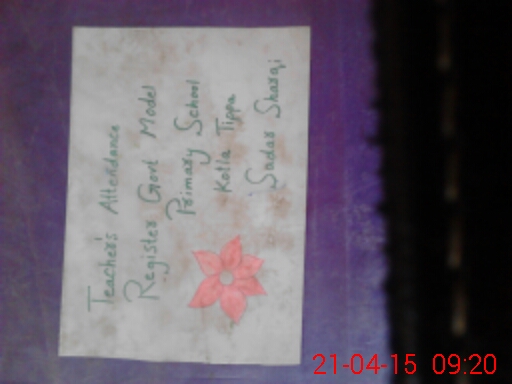 Teacher's Attendance
Register Govt Model
Primary School
Kotla Tippa
Sadar Sharqi
21-04-15 09:20